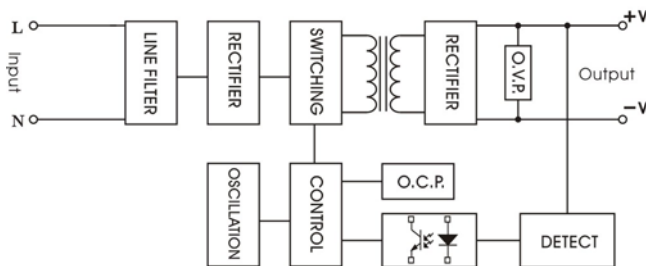 L
N
Input
LINE FILTER
RECTIFIER
SWITCHING
RECTIFIER
O.V.P.
+V
Output
-V
OSCILLATION
CONTROL
O.C.P.
DETECT